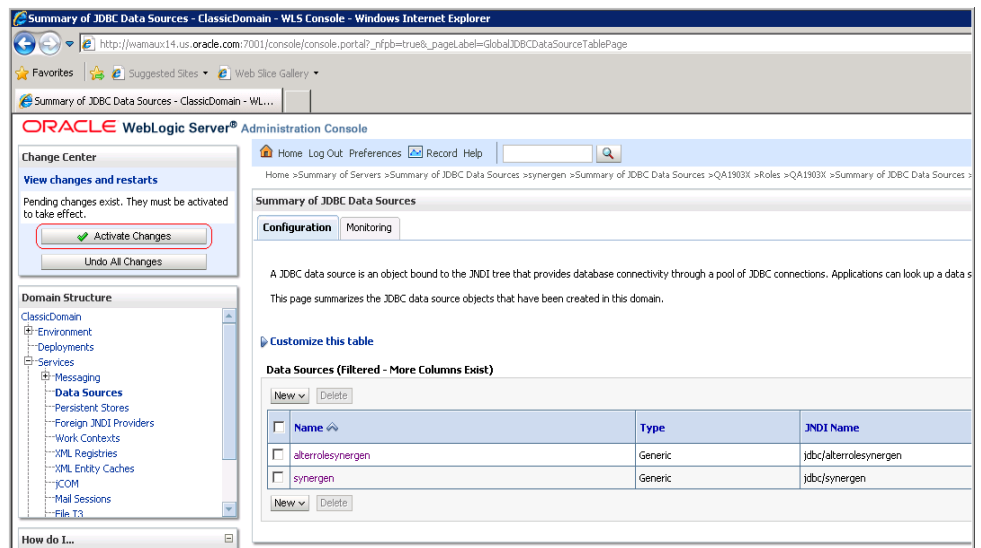 Summary of JDBC Data Sources - ClassicDomain - WLS Console - Windows Internet Explorer
http://wamaux14.us.oracle.com:7001/console/console.portal?_nfpb=true&_pageLabel=GlobalJDBCDataSourceTablePage
Favorites Suggested Sites Web Slice Gallery
Summary of JDBC Data Sources - ClassicDomain - WL...
ORACLE WebLogic Server® Administration Console
Change Center
View changes and restarts
Pending changes exist. They must be activated
to take effect.
Activate Changes
Undo All Changes
Domain Structure
ClassicDomain
Environment
Deployments
Services
Messaging
Data Sources
Persistent Stores
Foreign JNDI Providers
Work Contexts
XML Registries
XML Entity Caches
jCOM
Mail Sessions
File T3
How do I...
Home Log Out Preferences Record Help
Home >Summary of Servers >Summary of JDBC Data Sources >synergen >Summary of JDBC Data Sources >QA1903X >Roles >QA1903X >Summary of JDBC Data Sources >
Summary of JDBC Data Sources
Configuration Monitoring
A JDBC data source is an object bound to the JNDI tree that provides database connectivity through a pool of JDBC connections. Applications can look up a data s
This page summarizes the JDBC data source objects that have been created in this domain.
Customize this table
Data Sources (Filtered - More Columns Exist)
New Delete
Name Type JNDI Name
alterrolesynergen Generic jdbc/alterrolesynergen
synergen Generic jdbc/synergen
New Delete